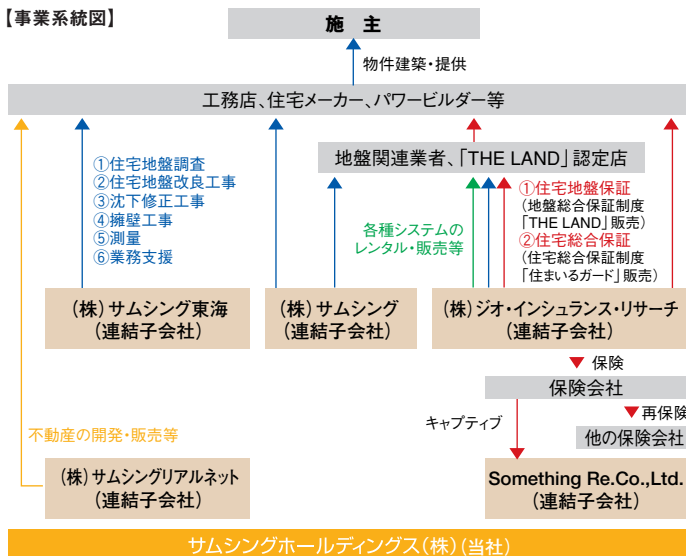 【事業系統図】
施 主
物件建築・提供
工務店、住宅メーカー、パワービルダー等
地盤関連業者、「THE LAND」認定店
①住宅地盤調査
②住宅地盤改良工事
③沈下修正工事
④擁壁工事
⑤測量
⑥業務支援
各種システムの
レンタル・販売等
①住宅地盤保証
(地盤総合保証制度
「THE LAND」販売)
②住宅総合保証
(住宅総合保証制度
「住まいるガード」販売)
(株)サムシング東海
(連結子会社)
(株)サムシング
(連結子会社)
(株)ジオ・インシュランス・リサーチ
(連結子会社)
保険
保険会社
キャプティブ
再保険
他の保険会社
不動産の開発・販売等
(株)サムシングリアルネット
(連結子会社)
Something Re.Co.,Ltd.
(連結子会社)
サムシングホールディングス(株)(当社)